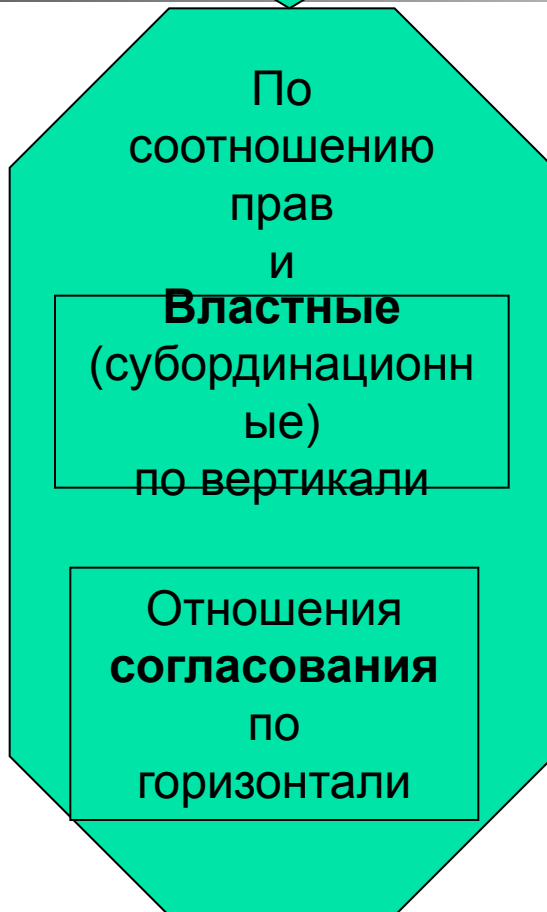 По
соотношению
прав
и
Властные
(субординационн
ые)
по вертикали
Отношения
согласования
по
горизонтали